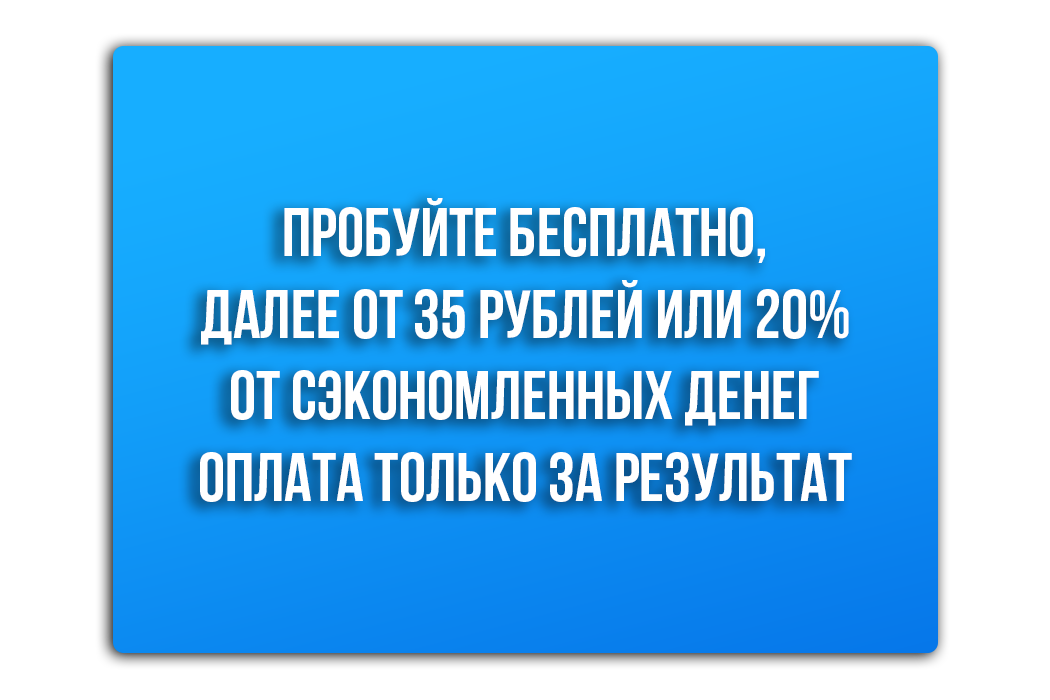 ПРОБУЙТЕ БЕСПЛАТНО,
ДАЛЕЕ ОТ 35 РУБЛЕЙ ИЛИ 20%
ОТ СЭКОНОМЛЕННЫХ ДЕНЕГ
ОПЛАТА ТОЛЬКО ЗА РЕЗУЛЬТАТ